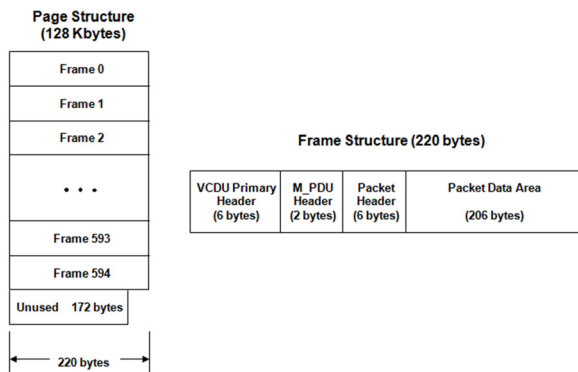 Page Structure
(128 Kbytes)
Frame 0
Frame 1
Frame 2
• • •
Frame 593
Frame 594
Unused 172 bytes
220 bytes
Frame Structure (220 bytes)
VCDU Primary
Header
(6 bytes)
M_PDU
Header
(2 bytes)
Packet
Header
(6 bytes)
Packet Data Area
(206 bytes)